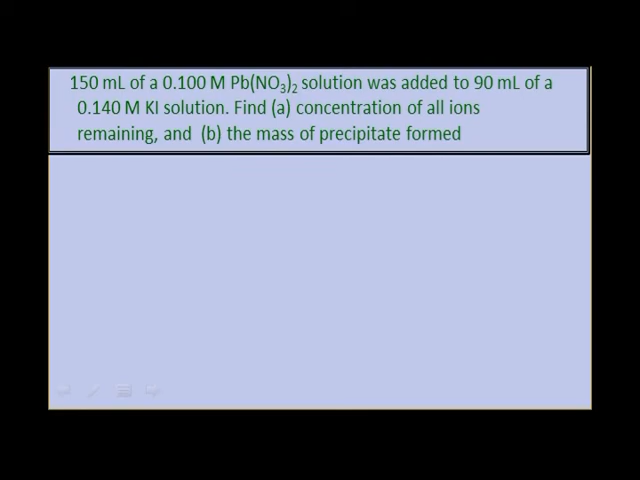 150 mL of a 0.100 M Pb(NO₃)₂ solution was added to 90 mL of a
0.140 M KI solution. Find (a) concentration of all ions
remaining, and (b) the mass of precipitate formed